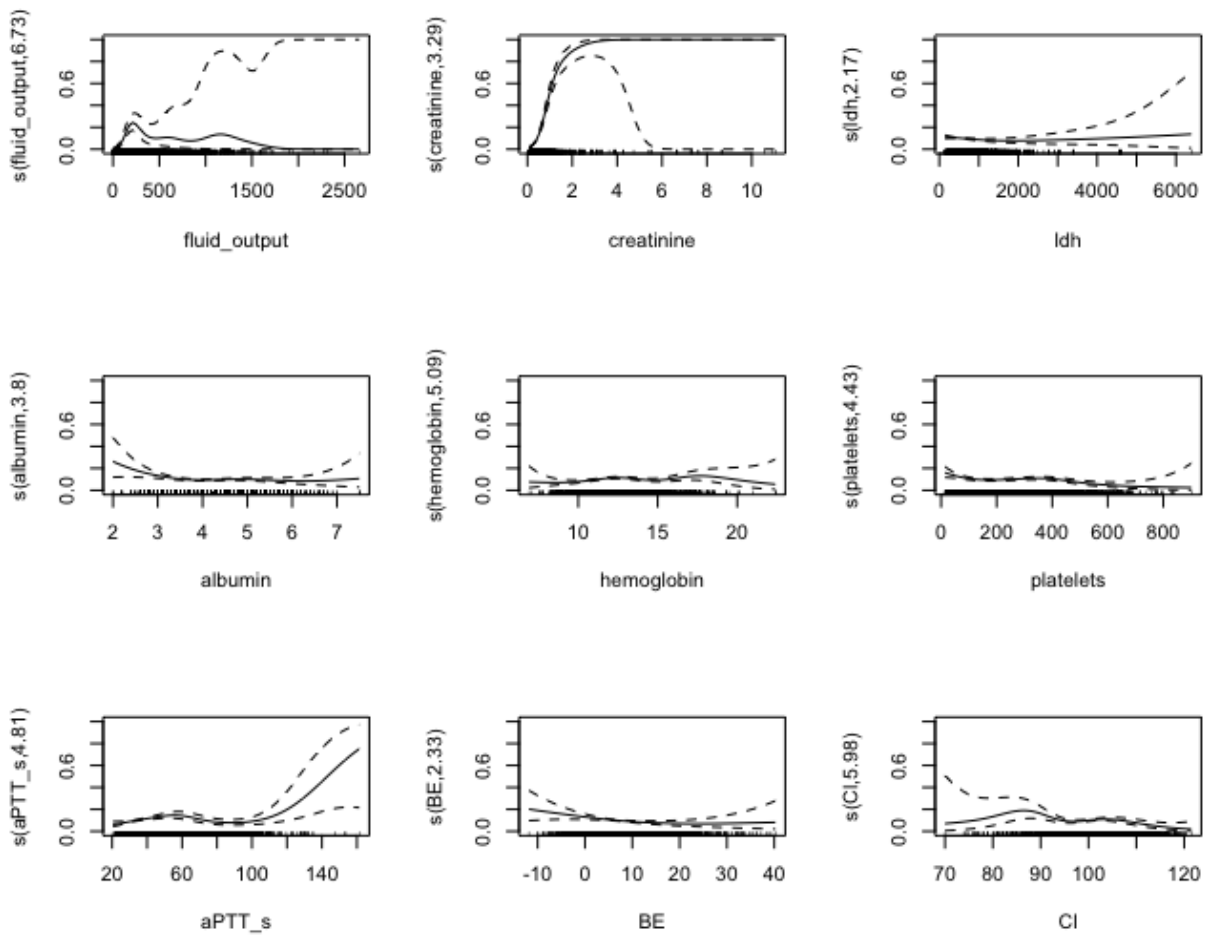 s(fluid_output,6.73)
0.0 0.6
0 500 1500 2500
fluid_output
s(creatinine,3.29)
0.0 0.6
0 2 4 6 8 10
creatinine
s(ldh,2.17)
0.0 0.6
0 2000 4000 6000
ldh
s(albumin,3.8)
0.0 0.6
2 3 4 5 6 7
albumin
s(hemoglobin,5.09)
0.0 0.6
10 15 20
hemoglobin
s(platelets,4.43)
0.0 0.6
0 200 400 600 800
platelets
s(aPTT_s,4.81)
0.0 0.6
20 60 100 140
aPTT_s
s(BE,2.33)
0.0 0.6
-10 0 10 20 30 40
BE
s(Cl,5.98)
0.0 0.6
70 80 90 100 120
Cl